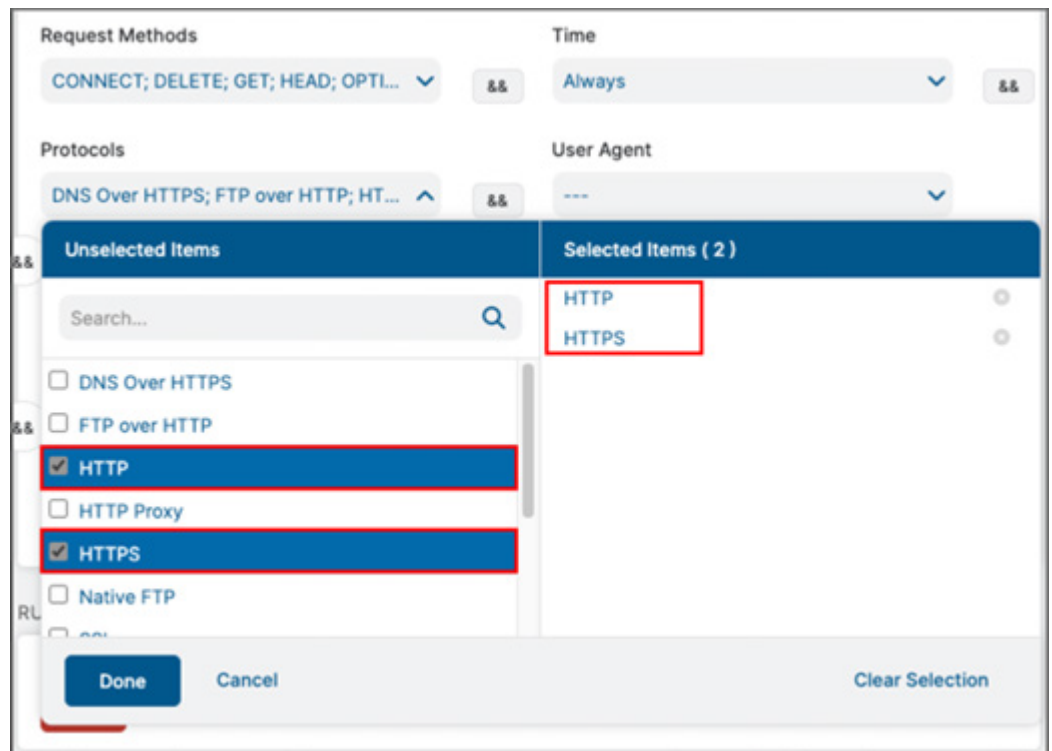 Request Methods
Time
CONNECT; DELETE; GET; HEAD; OPTI...
&&
Always
&&
Protocols
User Agent
DNS Over HTTPS; FTP over HTTP; HT...
&&
---
&&
Unselected Items
Selected Items ( 2 )
Search...
HTTP
HTTPS
DNS Over HTTPS
&&
FTP over HTTP
HTTP
HTTP Proxy
HTTPS
Native FTP
RU
Done
Cancel
Clear Selection